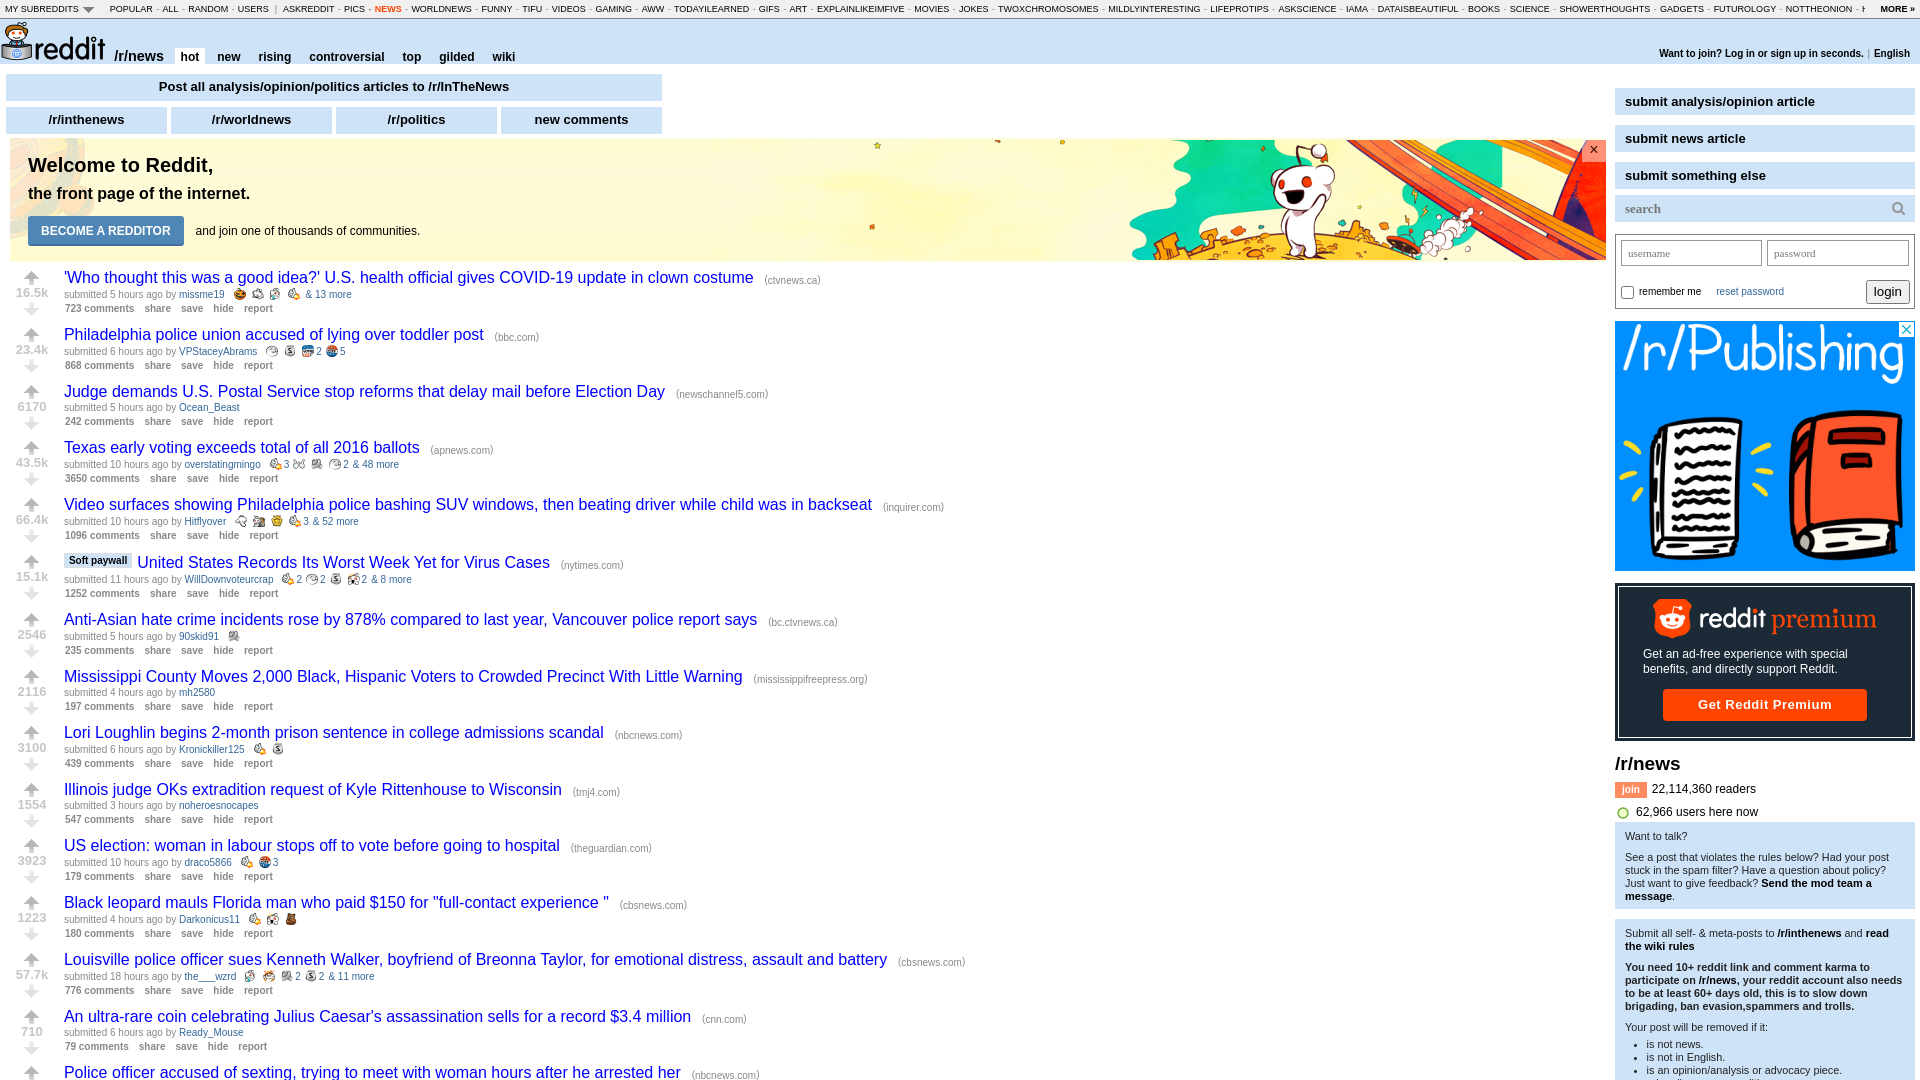 MY SUBREDDITS POPULAR - ALL - RANDOM - USERS | ASKREDDIT - PICS - NEWS - WORLDNEWS - FUNNY - TIFU - VIDEOS - GAMING - AWW - TODAYILEARNED - GIFS - ART - EXPLAINLIKEIMFIVE - MOVIES - JOKES - TWOXCHROMOSOMES - MILDLYINTERESTING - LIFEPROTIPS - ASKSCIENCE - IAMA - DATAISBEAUTIFUL - BOOKS - SCIENCE - SHOWERTHOUGHTS - GADGETS - FUTUROLOGY - NOTTHEONION - MORE »
reddit /r/news hot new rising controversial top gilded wiki
Want to join? Log in or sign up in seconds. | English
Post all analysis/opinion/politics articles to /r/InTheNews
/r/inthenews /r/worldnews /r/politics new comments
Welcome to Reddit,
the front page of the internet.
BECOME A REDDITOR and join one of thousands of communities.
×
'Who thought this was a good idea?' U.S. health official gives COVID-19 update in clown costume (ctvnews.ca)
16.5k
submitted 5 hours ago by missme19 & 13 more
723 comments share save hide report
Philadelphia police union accused of lying over toddler post (bbc.com)
23.4k
submitted 6 hours ago by VPStaceyAbrams 2 5
868 comments share save hide report
Judge demands U.S. Postal Service stop reforms that delay mail before Election Day (newschannel5.com)
6170
submitted 5 hours ago by Ocean_Beast
242 comments share save hide report
Texas early voting exceeds total of all 2016 ballots (apnews.com)
43.5k
submitted 10 hours ago by overstatingmingo 3 2 & 48 more
3650 comments share save hide report
Video surfaces showing Philadelphia police bashing SUV windows, then beating driver while child was in backseat (inquirer.com)
66.4k
submitted 10 hours ago by Hitflyover 3 & 52 more
1096 comments share save hide report
Soft paywall United States Records Its Worst Week Yet for Virus Cases (nytimes.com)
15.1k
submitted 11 hours ago by WillDownvoteurcrap 2 2 2 & 8 more
1252 comments share save hide report
Anti-Asian hate crime incidents rose by 878% compared to last year, Vancouver police report says (bc.ctvnews.ca)
2546
submitted 5 hours ago by 90skid91
235 comments share save hide report
Mississippi County Moves 2,000 Black, Hispanic Voters to Crowded Precinct With Little Warning (mississippifreepress.org)
2116
submitted 4 hours ago by mh2580
197 comments share save hide report
Lori Loughlin begins 2-month prison sentence in college admissions scandal (nbcnews.com)
3100
submitted 6 hours ago by Kronickiller125
439 comments share save hide report
Illinois judge OKs extradition request of Kyle Rittenhouse to Wisconsin (tmj4.com)
1554
submitted 3 hours ago by noheroesnocapes
547 comments share save hide report
US election: woman in labour stops off to vote before going to hospital (theguardian.com)
3923
submitted 10 hours ago by draco5866 3
179 comments share save hide report
Black leopard mauls Florida man who paid $150 for "full-contact experience " (cbsnews.com)
1223
submitted 4 hours ago by Darkonicus11
180 comments share save hide report
Louisville police officer sues Kenneth Walker, boyfriend of Breonna Taylor, for emotional distress, assault and battery (cbsnews.com)
57.7k
submitted 18 hours ago by the___wzrd 2 2 & 11 more
776 comments share save hide report
An ultra-rare coin celebrating Julius Caesar's assassination sells for a record $3.4 million (cnn.com)
710
submitted 6 hours ago by Ready_Mouse
79 comments share save hide report
Police officer accused of sexting, trying to meet with woman hours after he arrested her (nbcnews.com)
submit analysis/opinion article
submit news article
submit something else
search
username password
remember me reset password login
/r/Publishing
reddit premium
Get an ad-free experience with special
benefits, and directly support Reddit.
Get Reddit Premium
/r/news
join 22,114,360 readers
62,966 users here now
Want to talk?
See a post that violates the rules below? Had your post
stuck in the spam filter? Have a question about policy?
Just want to give feedback? Send the mod team a
message.
Submit all self- & meta-posts to /r/inthenews and read
the wiki rules
You need 10+ reddit link and comment karma to
participate on /r/news, your reddit account also needs
to be at least 60+ days old, this is to slow down
brigading, ban evasion,spammers and trolls.
Your post will be removed if it:
• is not news.
• is not in English.
• is an opinion/analysis or advocacy piece.